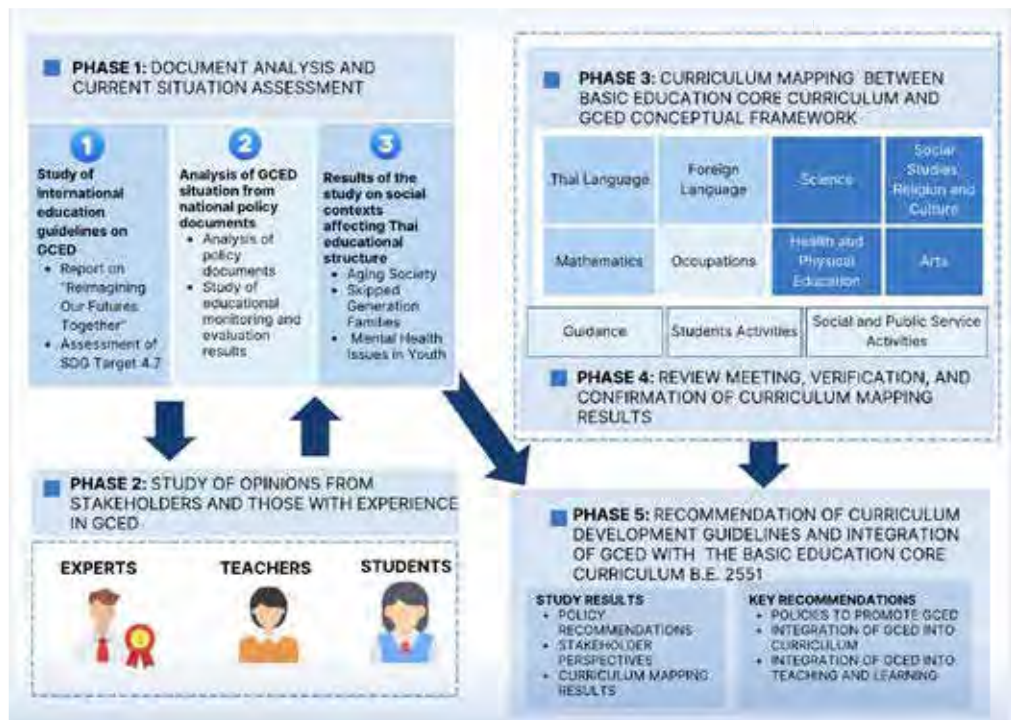 PHASE 1: DOCUMENT ANALYSIS AND
CURRENT SITUATION ASSESSMENT
1
Study of
international
education
guidelines on
GCED
• Report on
"Reimagining
Our Futures
Together"
• Assessment of
SDG Target 4.7
2
Analysis of GCED
situation from
national policy
documents
• Analysis of
policy
documents
• Study of
educational
monitoring and
evaluation
results
3
Results of the
study on social
contexts
affecting Thai
educational
structure
• Aging Society
• Skipped
Generation
Families
• Mental Health
Issues in Youth
PHASE 2: STUDY OF OPINIONS FROM
STAKEHOLDERS AND THOSE WITH EXPERIENCE
IN GCED
EXPERTS
TEACHERS
STUDENTS
PHASE 3: CURRICULUM MAPPING BETWEEN
BASIC EDUCATION CORE CURRICULUM AND
GCED CONCEPTUAL FRAMEWORK
Thai Language
Foreign
Language
Science
Social
Studies
Religion and
Culture
Mathematics
Occupations
Health and
Physical
Education
Arts
Guidance
Students Activities
Social and Public Service
Activities
PHASE 4: REVIEW MEETING, VERIFICATION, AND
CONFIRMATION OF CURRICULUM MAPPING
RESULTS
PHASE 5: RECOMMENDATION OF CURRICULUM
DEVELOPMENT GUIDELINES AND INTEGRATION
OF GCED WITH THE BASIC EDUCATION CORE
CURRICULUM B.E. 2551
STUDY RESULTS
• POLICY
RECOMMENDATIONS
• STAKEHOLDER
PERSPECTIVES
• CURRICULUM MAPPING
RESULTS
KEY RECOMMENDATIONS
• POLICIES TO PROMOTE GCED
• INTEGRATION OF GCED INTO
CURRICULUM
• INTEGRATION OF GCED INTO
TEACHING AND LEARNING